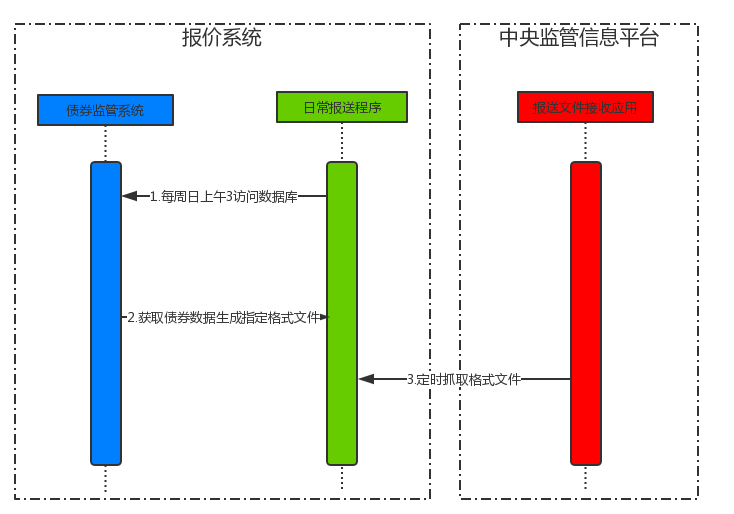 报价系统
中央监管信息平台
债券监管系统
日常报送程序
报送文件接收应用
1.每周日上午3访问数据库
2.获取债券数据生成指定格式文件
3.定时抓取格式文件